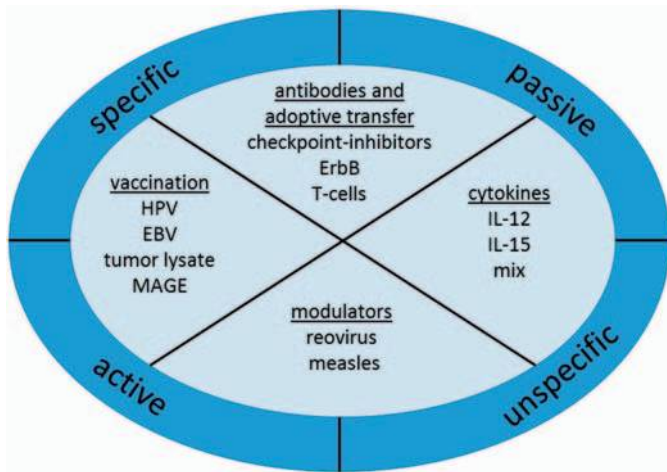 specific
passive
antibodies and
adoptive transfer
checkpoint-inhibitors
ErbB
T-cells
vaccination
HPV
EBV
tumor lysate
MAGE
cytokines
IL-12
IL-15
mix
modulators
reovirus
measles
active
unspecific